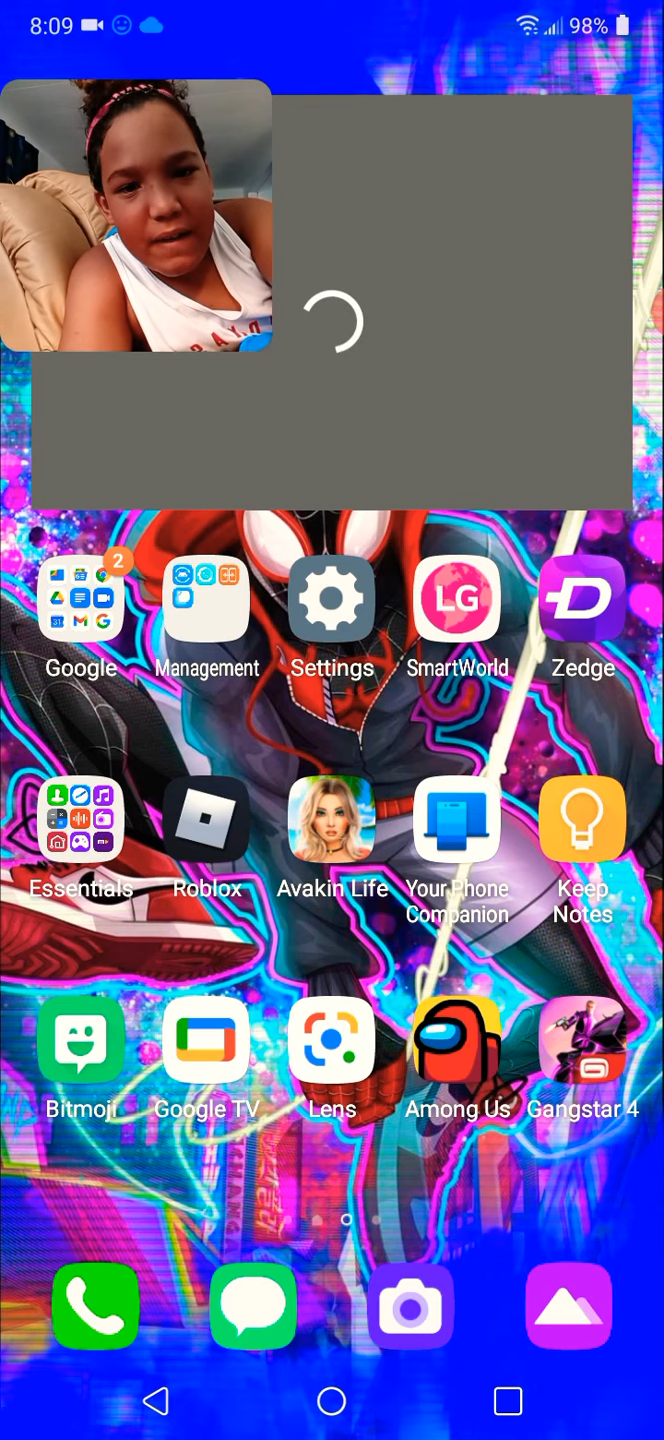 8:09
98%
2
Google
Management
Settings
LG
SmartWorld
D
Zedge
Essentials
Roblox
Avakin Life
Your Phone
Companion
Keep
Notes
Bitmoji
Google TV
Lens
Among Us
Gangstar 4